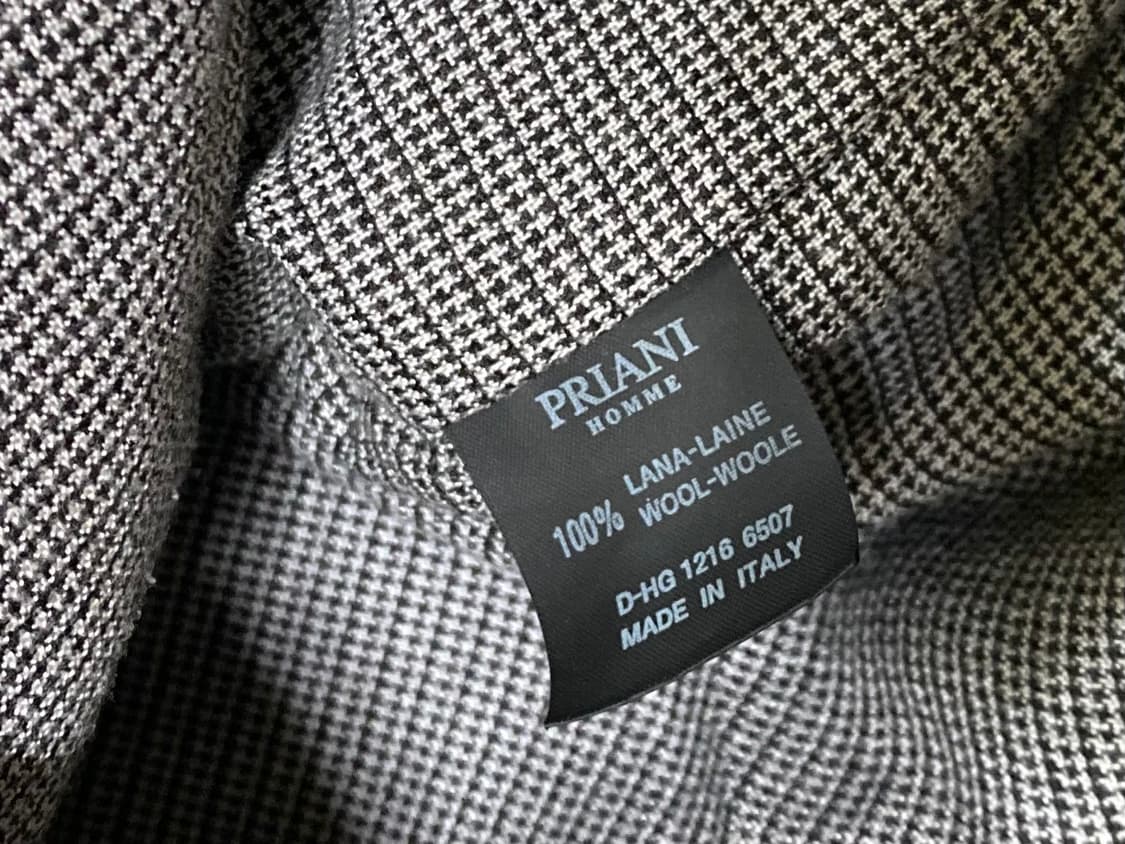 PRIANI
HOMME
100% LANA-LAINE
WOOL-WOOLE
D-HG 1216 6507
MADE IN ITALY